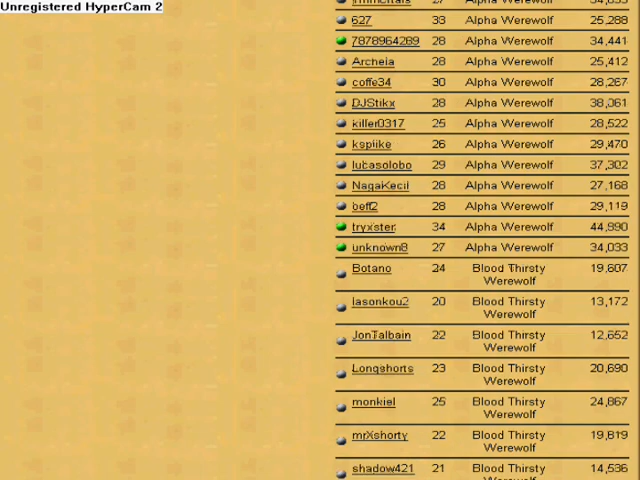 Unregistered HyperCam 2
27 Alpha Werewolf
627 33 Alpha Werewolf 25,288
7878964289 28 Alpha Werewolf 34,441
Archeia 28 Alpha Werewolf 25,412
coffe34 30 Alpha Werewolf 28,267
DJStikx 28 Alpha Werewolf 38,061
killer0317 25 Alpha Werewolf 28,522
ksplike 26 Alpha Werewolf 29,470
lucasolobo 29 Alpha Werewolf 37,302
NagaKecil 28 Alpha Werewolf 27,168
beff2 28 Alpha Werewolf 29,119
tryxster 34 Alpha Werewolf 44,990
unknown8 27 Alpha Werewolf 34,033
Botano 24 Blood Thirsty 19,607
Werewolf
lasonkou2 20 Blood Thirsty 13,172
Werewolf
JonTalbain 22 Blood Thirsty 12,652
Werewolf
Longshorts 23 Blood Thirsty 20,690
Werewolf
monkiel 25 Blood Thirsty 24,867
Werewolf
mrXshorty 22 Blood Thirsty 19,819
Werewolf
shadow421 21 Blood Thirsty 14,536